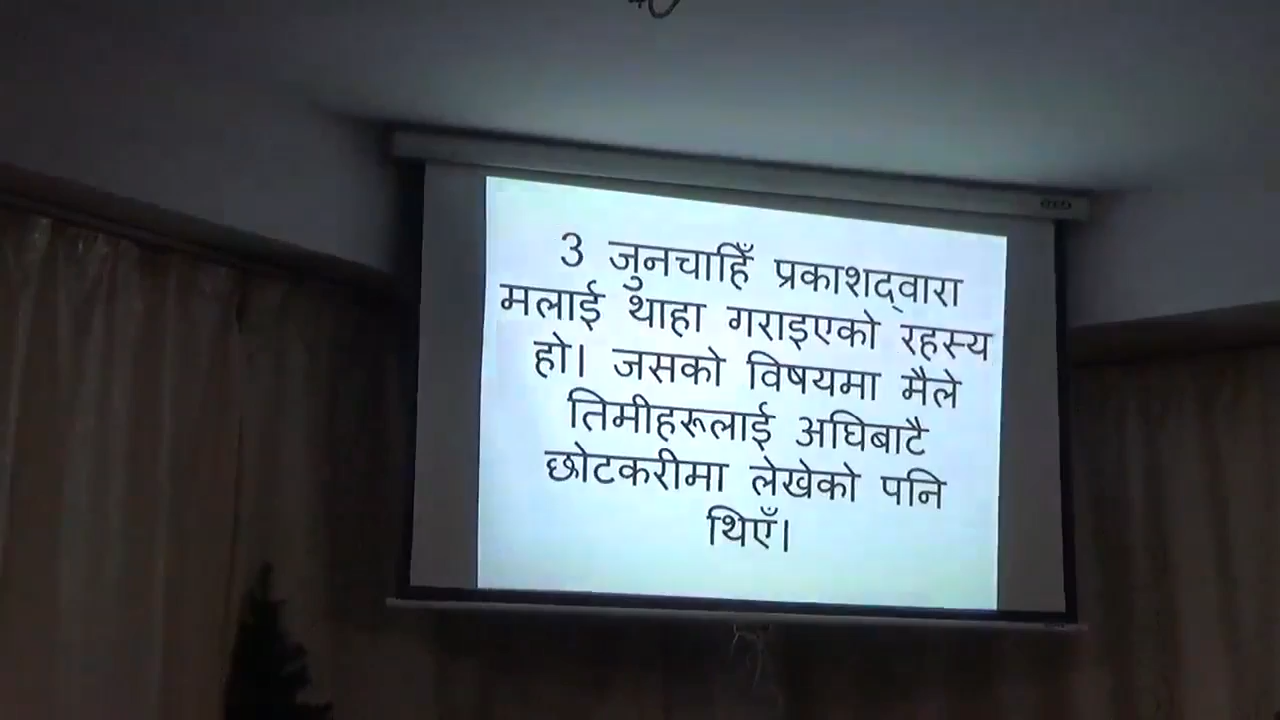 3 जुनचाहिँ प्रकाशद्वारा
मलाई थाहा गराइएको रहस्य
हो। जसको विषयमा मैले
तिमीहरूलाई अघिबाटै
छोटकरीमा लेखेको पनि
थिएँ।